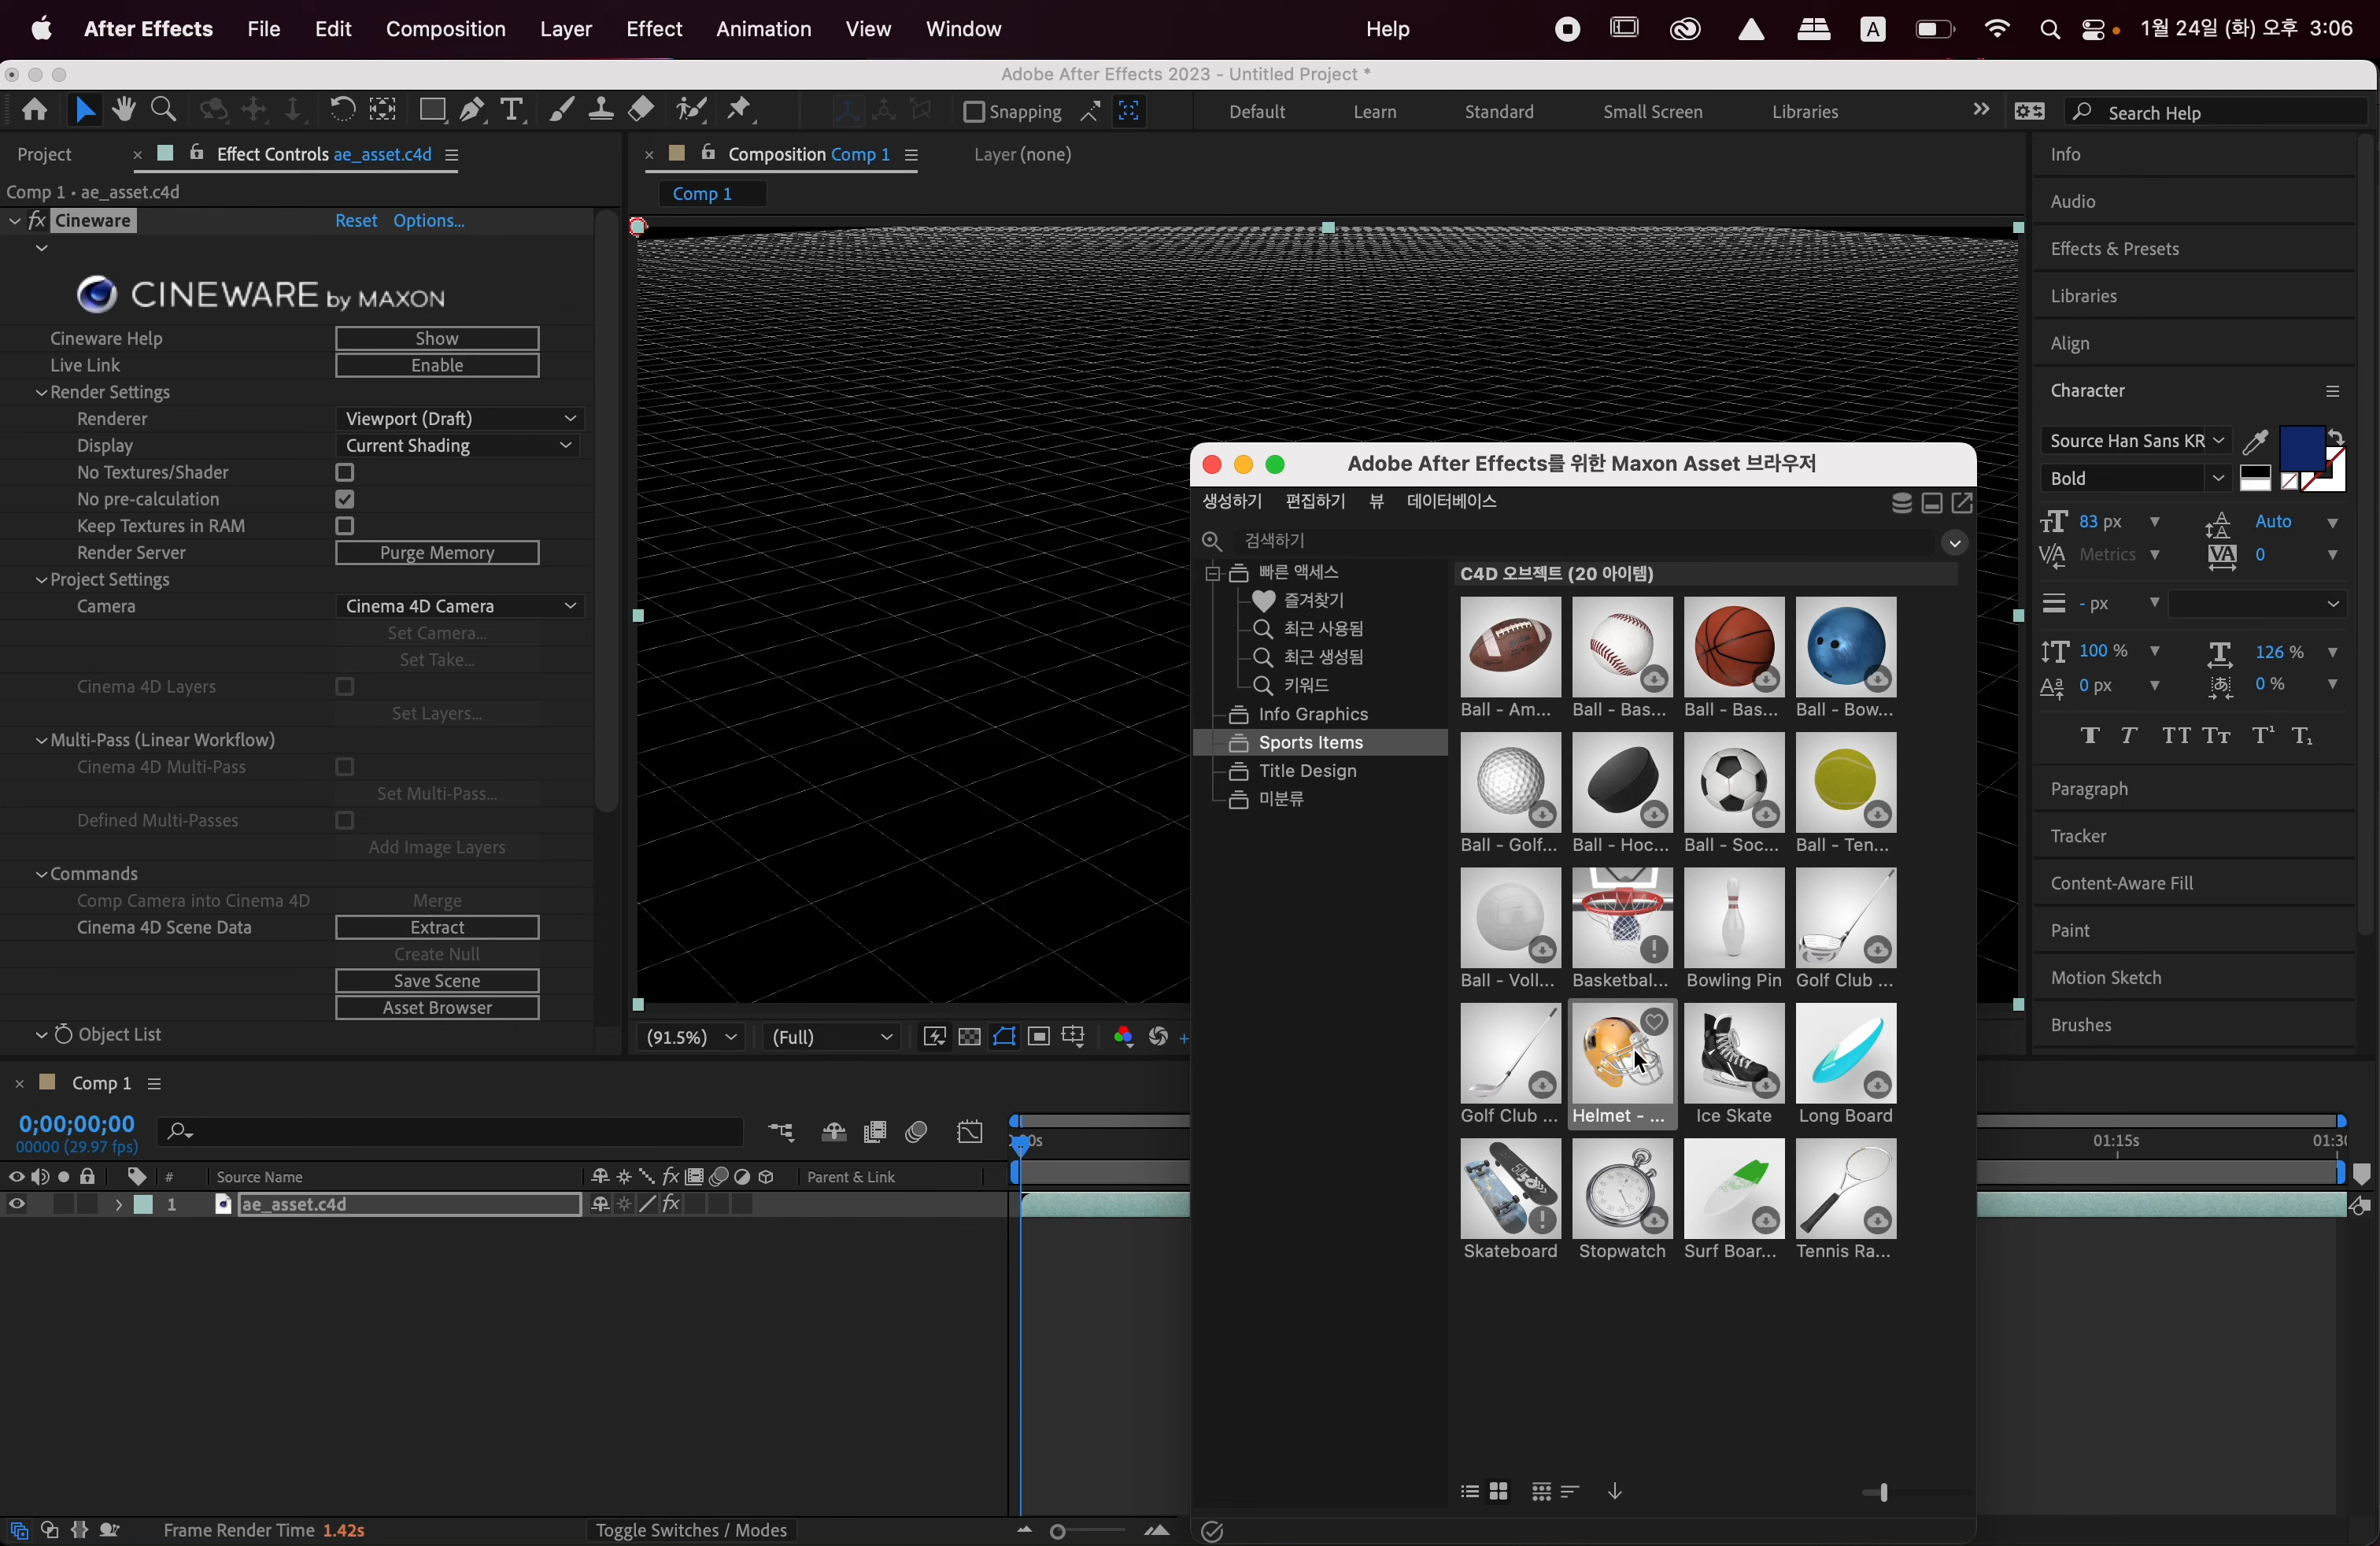 After Effects File Edit Composition Layer Effect Animation View Window Help A 1월 24일 (화) 오후 3:06
Adobe After Effects 2023 - Untitled Project *
Snapping Default Learn Standard Small Screen Libraries Search Help
Project Effect Controls ae_asset.c4d
Comp 1 • ae_asset.c4d
fx Cineware Reset Options...
CINEWARE by MAXON
Cineware Help Show
Live Link Enable
Render Settings
Renderer Viewport (Draft)
Display Current Shading
No Textures/Shader
No pre-calculation
Keep Textures in RAM
Render Server Purge Memory
Project Settings
Camera Cinema 4D Camera
Set Camera...
Set Take...
Cinema 4D Layers
Set Layers...
Multi-Pass (Linear Workflow)
Cinema 4D Multi-Pass
Set Multi-Pass...
Defined Multi-Passes
Add Image Layers
Commands
Comp Camera into Cinema 4D Merge
Cinema 4D Scene Data Extract
Create Null
Save Scene
Asset Browser
Object List
Composition Comp 1 Layer (none)
Comp 1
(91.5%) (Full)
Adobe After Effects를 위한 Maxon Asset 브라우저
생성하기 편집하기 뷰 데이터베이스
검색하기
빠른 액세스
즐겨찾기
최근 사용됨
최근 생성됨
키워드
Info Graphics
Sports Items
Title Design
미분류
C4D 오브젝트 (20 아이템)
Ball - Am... Ball - Bas... Ball - Bas... Ball - Bow...
Ball - Golf... Ball - Hoc... Ball - Soc... Ball - Ten...
Ball - Voll... Basketbal... Bowling Pin Golf Club ...
Golf Club ... Helmet - ... Ice Skate Long Board
Skateboard Stopwatch Surf Boar... Tennis Ra...
Info
Audio
Effects & Presets
Libraries
Align
Character
Source Han Sans KR
Bold
83 px Auto
Metrics 0
- px
100 % 126 %
0 px 0 %
Paragraph
Tracker
Content-Aware Fill
Paint
Motion Sketch
Brushes
Comp 1
0;00;00;00
00000 (29.97 fps)
01:15s
# Source Name fx Parent & Link
1 ae_asset.c4d fx
Frame Render Time 1.42s Toggle Switches / Modes